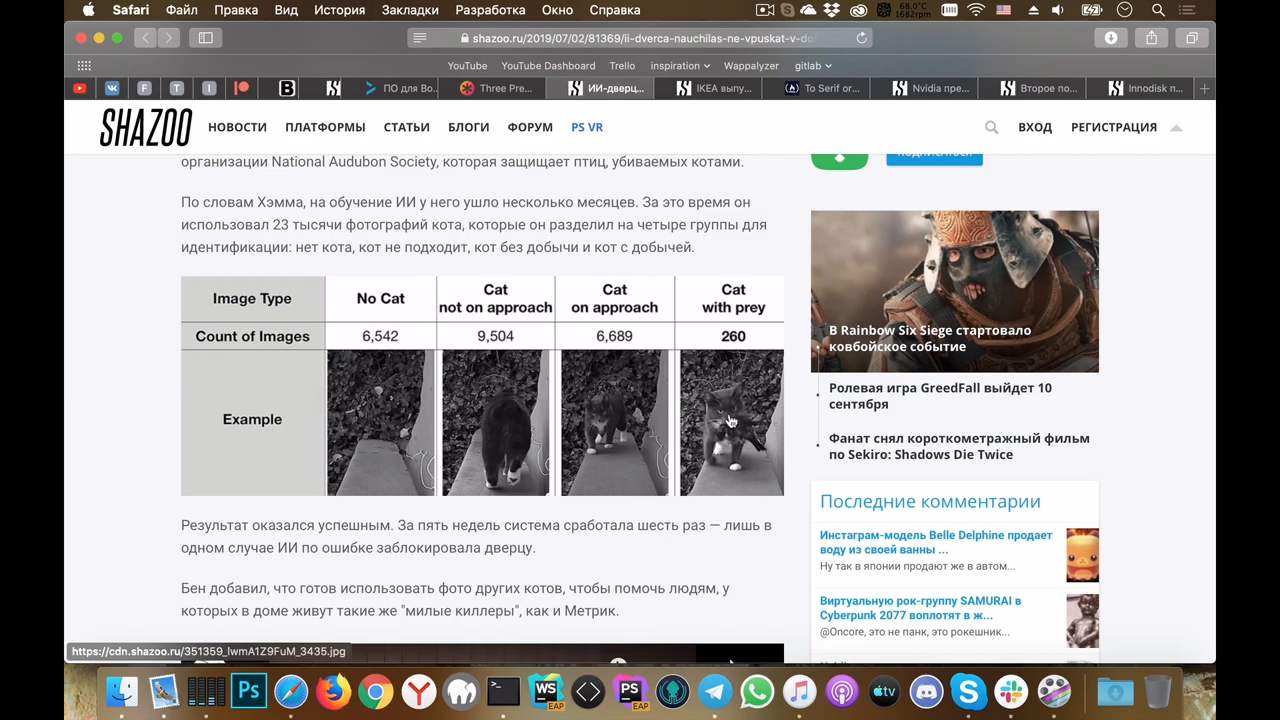 Safari Файл Правка Вид История Закладки Разработка Окно Справка
68.0°C
1682rpm
shazoo.ru/2019/07/02/81369/ii-dverca-nauchilas-ne-vpuskat-v-do
YouTube YouTube Dashboard Trello inspiration Wappalyzer gitlab
ПО для Во... Three Pre... ИИ-дверц... IKEA выпу... To Serif or... Nvidia пре... Второе по... Innodisk п...
SHAZOO НОВОСТИ ПЛАТФОРМЫ СТАТЬИ БЛОГИ ФОРУМ PS VR ВХОД РЕГИСТРАЦИЯ
организации National Audubon Society, которая защищает птиц, убиваемых котами.
По словам Хэмма, на обучение ИИ у него ушло несколько месяцев. За это время он
использовал 23 тысячи фотографий кота, которые он разделил на четыре группы для
идентификации: нет кота, кот не подходит, кот без добычи и кот с добычей.
Image Type No Cat Cat not on approach Cat on approach Cat with prey
Count of Images 6,542 9,504 6,689 260
Example
Результат оказался успешным. За пять недель система сработала шесть раз — лишь в
одном случае ИИ по ошибке заблокировала дверцу.
Бен добавил, что готов использовать фото других котов, чтобы помочь людям, у
которых в доме живут такие же "милые киллеры", как и Метрик.
В Rainbow Six Siege стартовало
ковбойское событие
Ролевая игра GreedFall выйдет 10
сентября
Фанат снял короткометражный фильм
по Sekiro: Shadows Die Twice
Последние комментарии
Инстаграм-модель Belle Delphine продает
воду из своей ванны ...
Ну так в японии продают же в автом...
Виртуальную рок-группу SAMURAI в
Cyberpunk 2077 воплотят в ж...
@Oncore, это не панк, это рокешник...
https://cdn.shazoo.ru/351359_lwmA1Z9FuM_3435.jpg
Ps WS EAP PS EAP tv